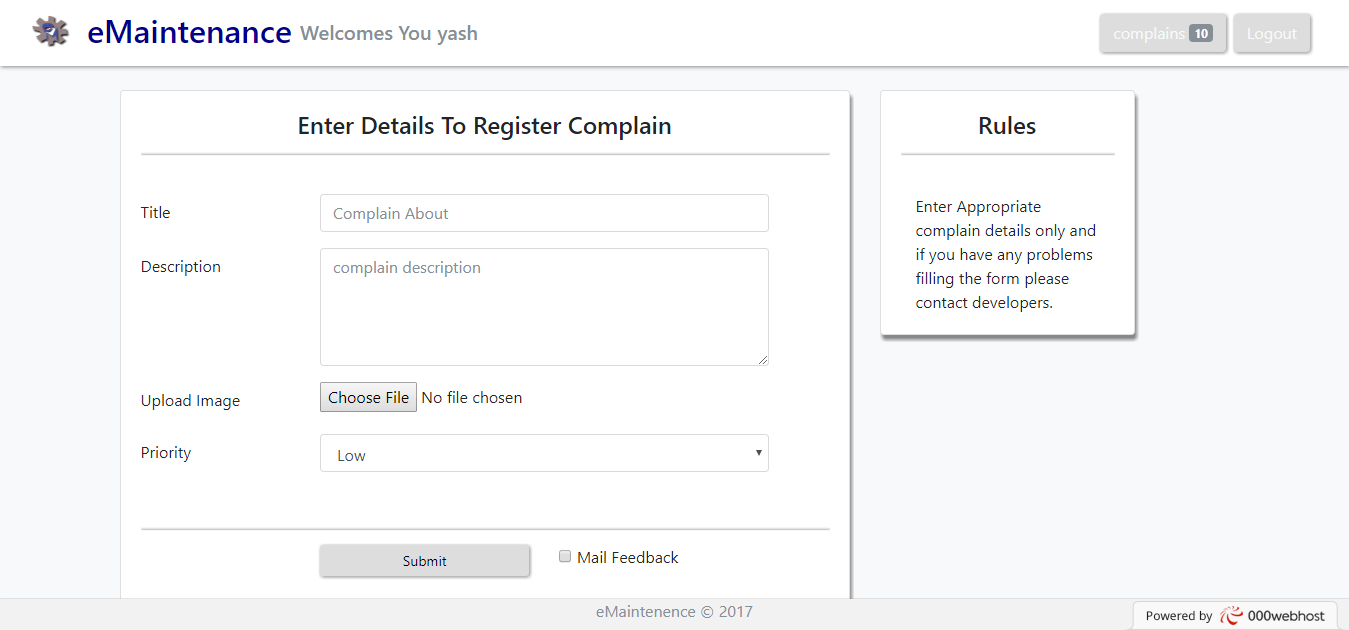 eMaintenance Welcomes You yash
complains 10
Logout
Enter Details To Register Complain
Title
Complain About
Description
complain description
Upload Image
Choose File No file chosen
Priority
Low
Submit
Mail Feedback
Rules
Enter Appropriate
complain details only and
if you have any problems
filling the form please
contact developers.
eMaintenence © 2017
Powered by 000webhost